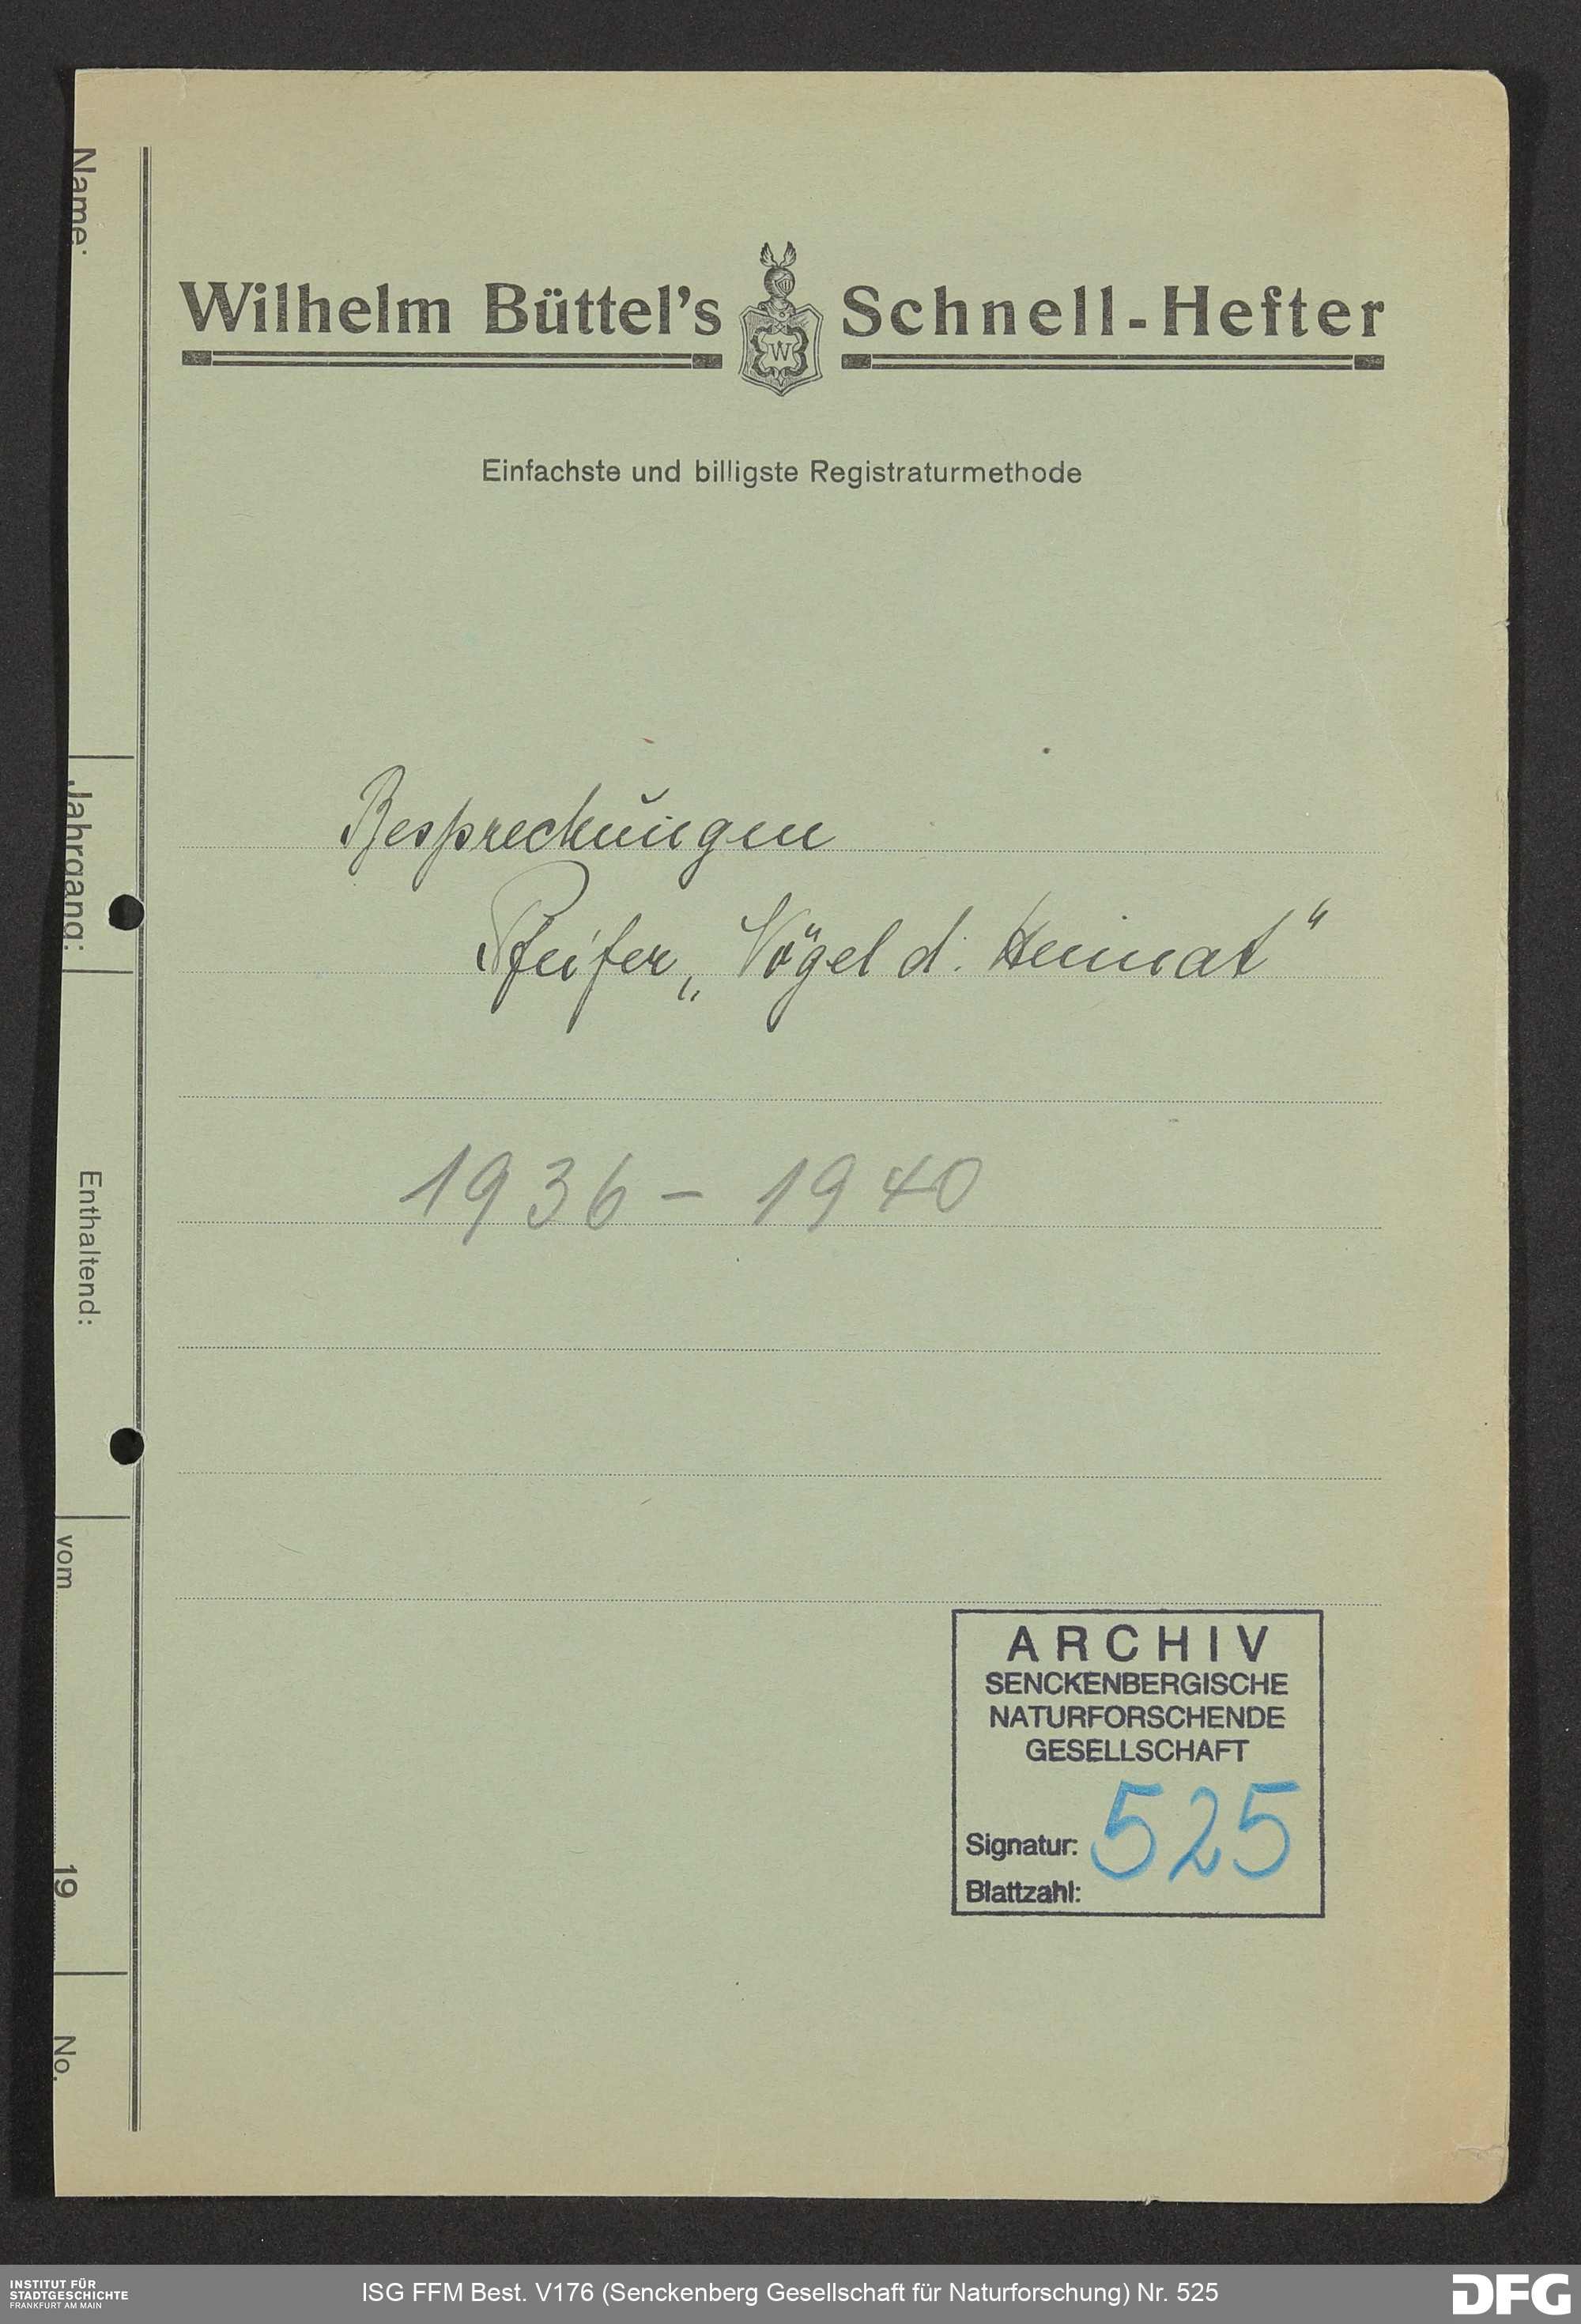 Name:
Jahrgang:
Enthaltend:
vom
19
No.
Wilhelm Büttel's Schnell-Hefter
W
Einfachste und billigste Registraturmethode
Besprechungen
Pfeifer „Vögel d. Heimat“
1936 - 1940
ARCHIV
SENCKENBERGISCHE
NATURFORSCHENDE
GESELLSCHAFT
Signatur: 525
Blattzahl:
INSTITUT FÜR
STADTGESCHICHTE
FRANKFURT AM MAIN
ISG FFM Best. V176 (Senckenberg Gesellschaft für Naturforschung) Nr. 525
DFG